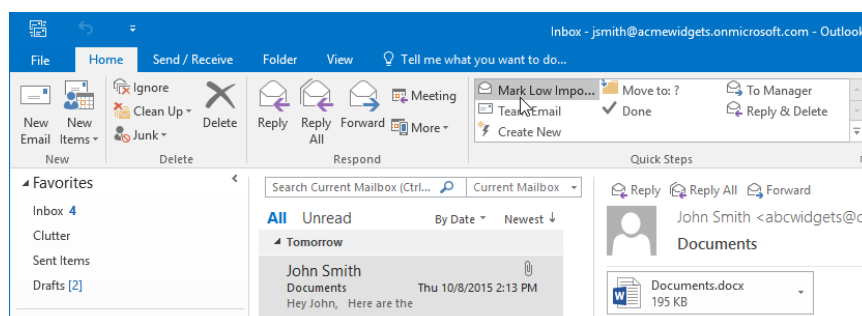 Inbox - jsmith@acmewidgets.onmicrosoft.com - Outlook
File Home Send / Receive Folder View Tell me what you want to do...
New Email
New Items
Ignore
Clean Up
Junk
Delete
Reply
Reply All
Forward
Meeting
More
Mark Low Impo...
Team Email
Create New
Move to: ?
Done
To Manager
Reply & Delete
New Delete Respond Quick Steps
Favorites
Inbox 4
Clutter
Sent Items
Drafts [2]
Search Current Mailbox (Ctrl... Current Mailbox
All Unread By Date Newest
Tomorrow
John Smith
Documents Thu 10/8/2015 2:13 PM
Hey John, Here are the
Reply Reply All Forward
John Smith <abcwidgets@
Documents
Documents.docx
195 KB